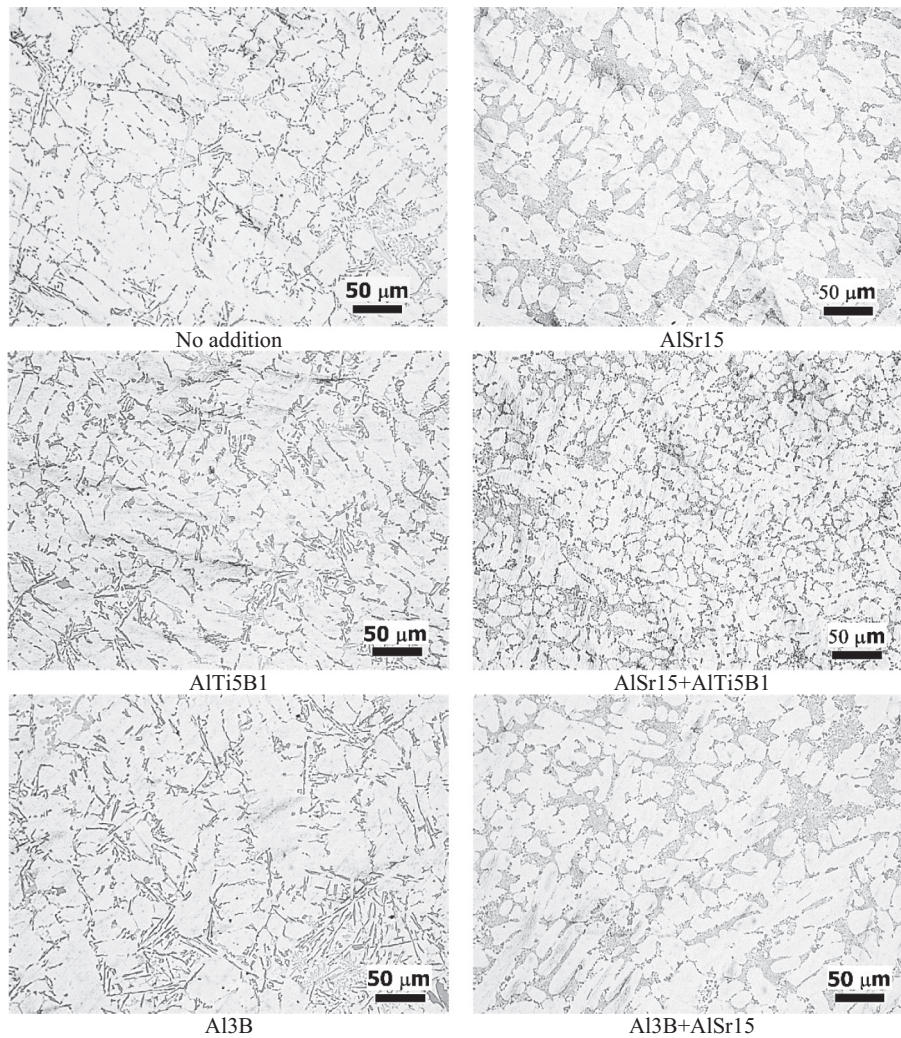 50 μm
50 μm
No addition
AlSr15
50 μm
50 μm
AlTi5B1
AlSr15+AlTi5B1
50 μm
50 μm
Al3B
Al3B+AlSr15